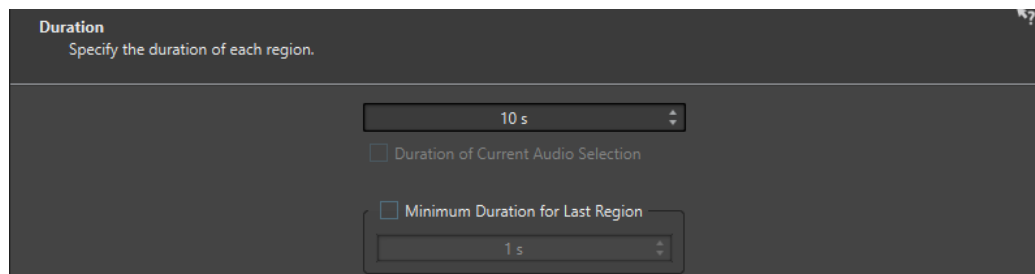 Duration
Specify the duration of each region.
10 s
Duration of Current Audio Selection
Minimum Duration for Last Region
1 s